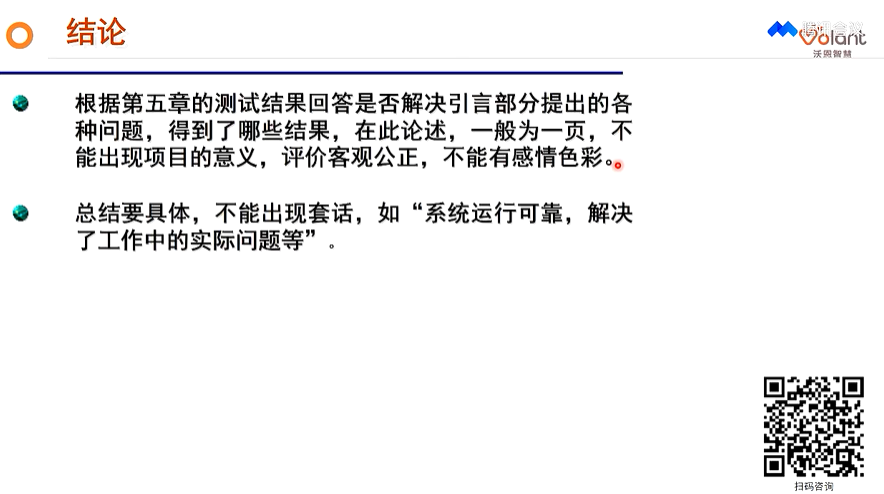 结论
腾讯会议
Volant
沃恩智慧
根据第五章的测试结果回答是否解决引言部分提出的各
种问题，得到了哪些结果，在此论述，一般为一页，不
能出现项目的意义，评价客观公正，不能有感情色彩。
总结要具体，不能出现套话，如“系统运行可靠，解决
了工作中的实际问题等”。
扫码咨询